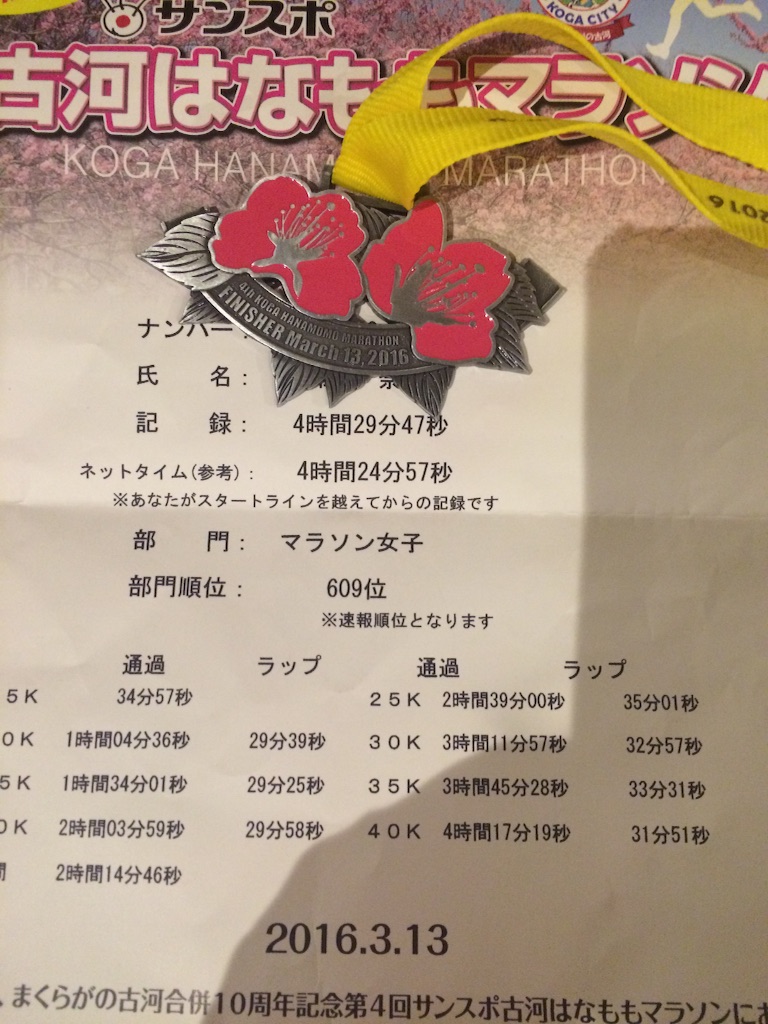 サンスポ
KOGA CITY
古河はなももマラソン
KOGA HANAM MARATHON
2016
4th KOGA HANAMOMO MARATHON
FINISHER March 13, 2016
ナンバー：
氏　名：
記　録： 4時間29分47秒
ネットタイム(参考)： 4時間24分57秒
※あなたがスタートラインを越えてからの記録です
部　門： マラソン女子
部門順位： 609位
※速報順位となります
通過 ラップ 通過 ラップ
5K 34分57秒 25K 2時間39分00秒 35分01秒
0K 1時間04分36秒 29分39秒 30K 3時間11分57秒 32分57秒
5K 1時間34分01秒 29分25秒 35K 3時間45分28秒 33分31秒
0K 2時間03分59秒 29分58秒 40K 4時間17分19秒 31分51秒
2時間14分46秒
2016.3.13
、まくらがの古河合併10周年記念第4回サンスポ古河はなももマラソンにお